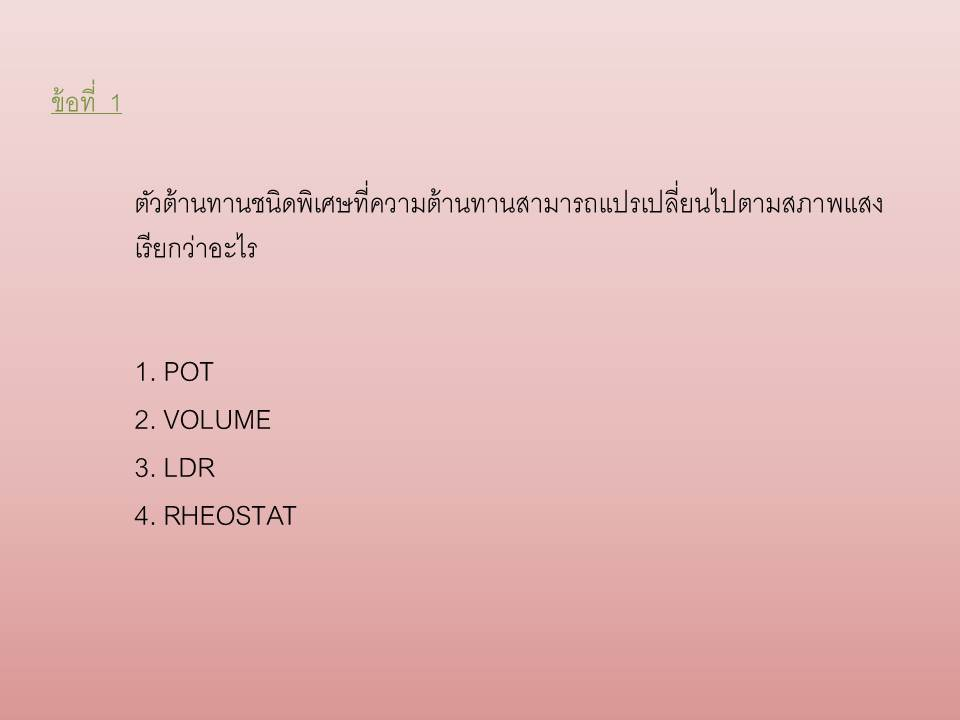 ข้อที่ 1
ตัวต้านทานชนิดพิเศษที่ความต้านทานสามารถแปรเปลี่ยนไปตามสภาพแสง
เรียกว่าอะไร
1. POT
2. VOLUME
3. LDR
4. RHEOSTAT